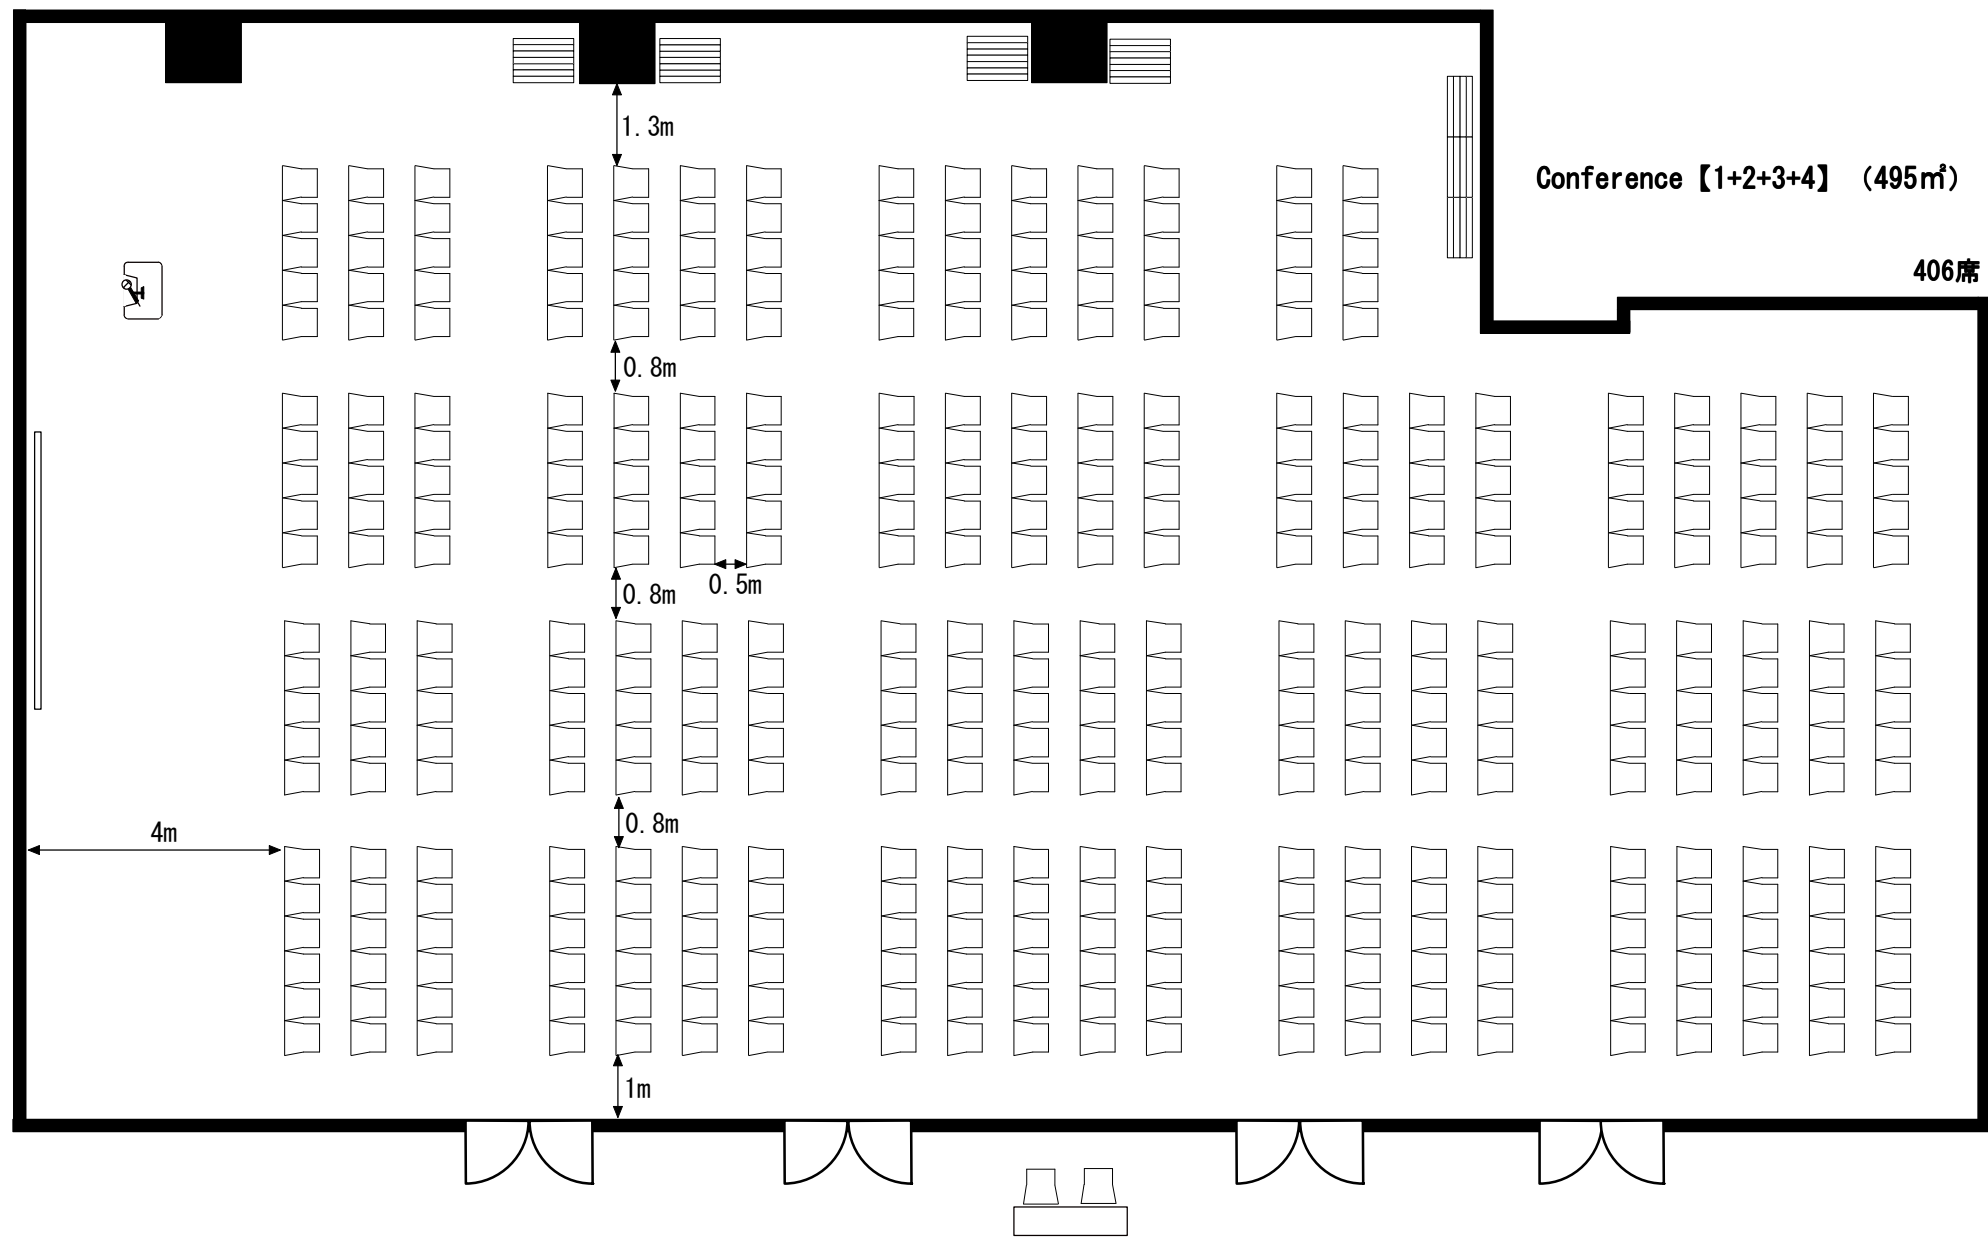 1.3m
Conference【1+2+3+4】 （495㎡）
406席
0.8m
0.8m
0.5m
0.8m
4m
1m